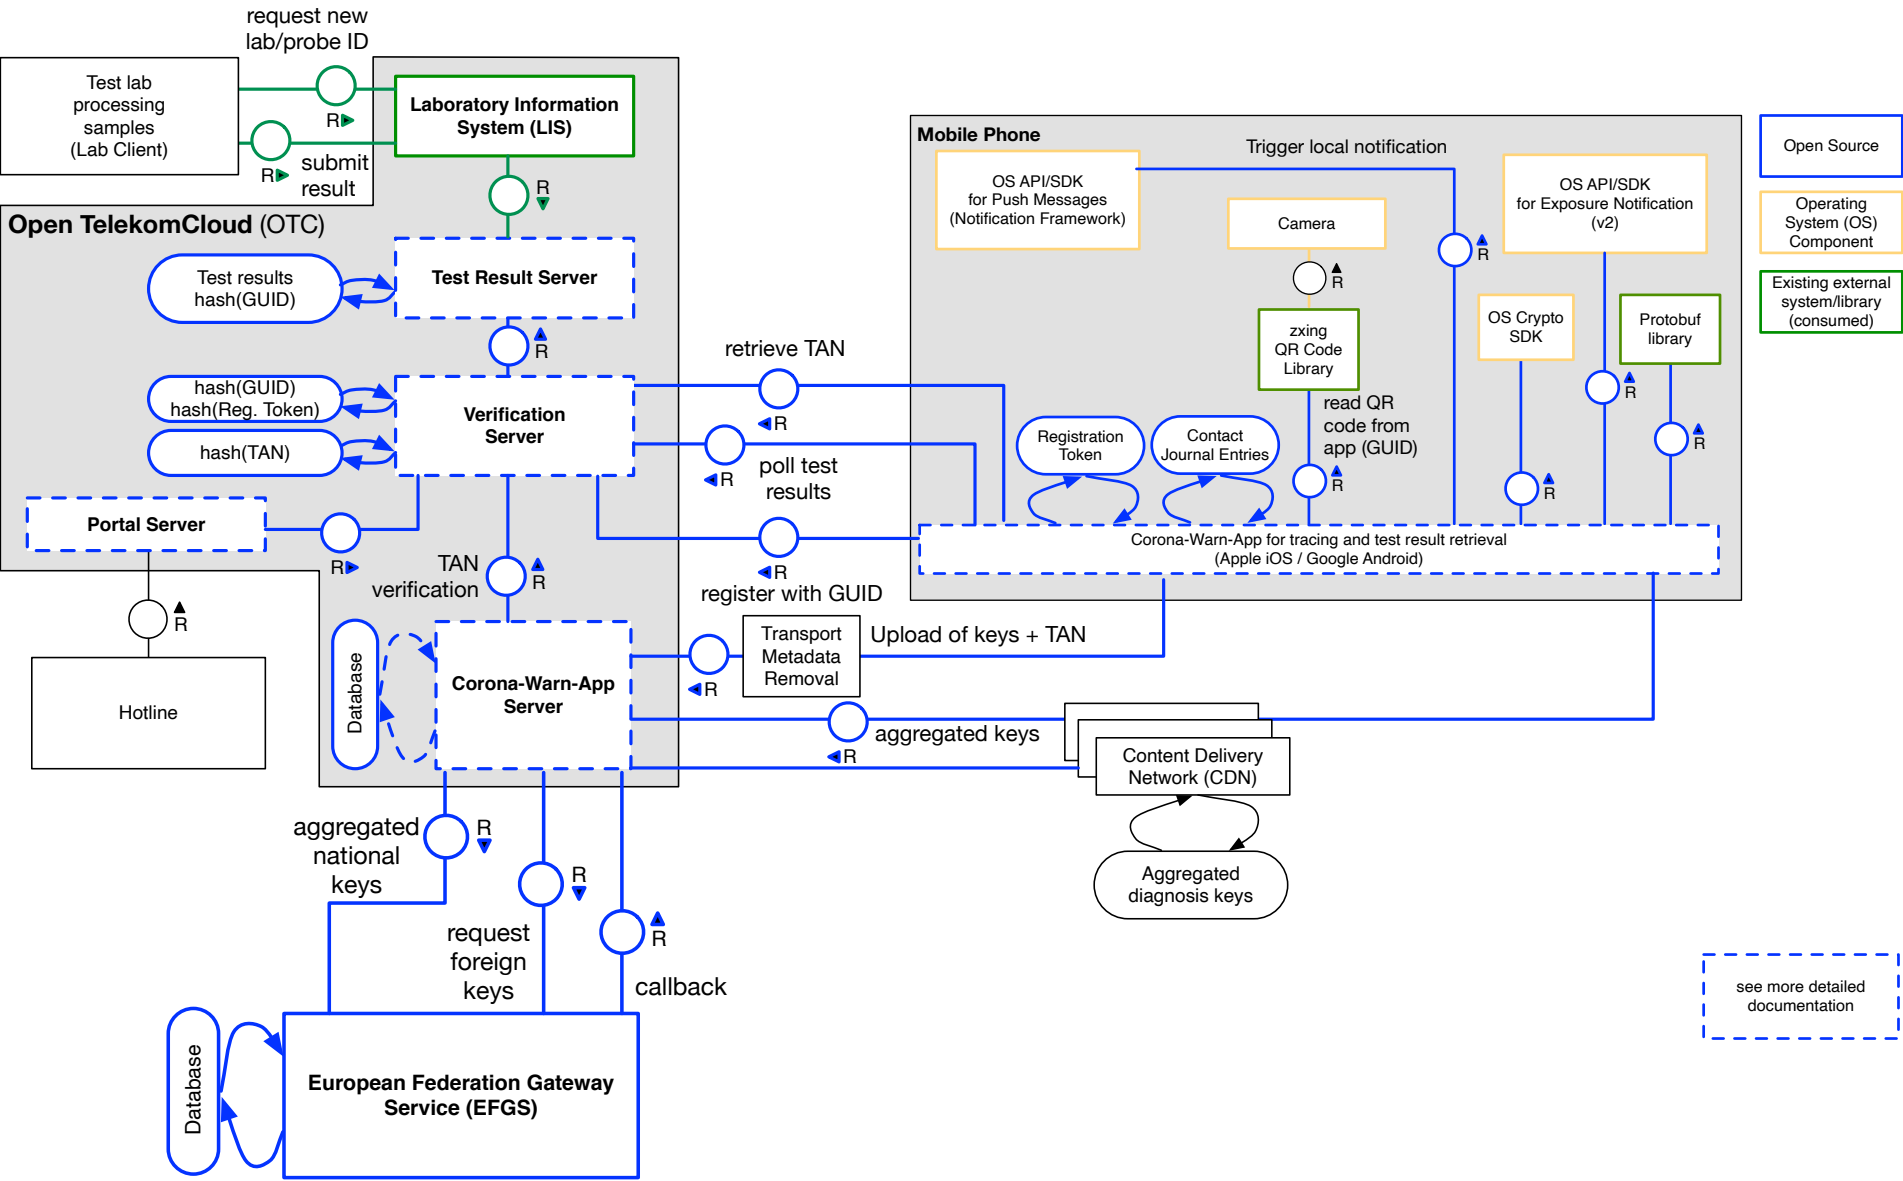 request new
lab/probe ID
Test lab
processing
samples
(Lab Client)
R
submit
result
R
Laboratory Information
System (LIS)
R
Open TelekomCloud (OTC)
Test results
hash(GUID)
Test Result Server
R
hash(GUID)
hash(Reg. Token)
hash(TAN)
Verification
Server
Portal Server
R
R
Hotline
TAN
verification
R
retrieve TAN
R
poll test
results
R
R
register with GUID
Mobile Phone
OS API/SDK
for Push Messages
(Notification Framework)
Trigger local notification
R
Camera
R
zxing
QR Code
Library
read QR
code from
app (GUID)
R
OS API/SDK
for Exposure Notification
(v2)
R
OS Crypto
SDK
R
Protobuf
library
R
Registration
Token
Contact
Journal Entries
Corona-Warn-App for tracing and test result retrieval
(Apple iOS / Google Android)
Open Source
Operating
System (OS)
Component
Existing external
system/library
(consumed)
Database
Corona-Warn-App
Server
R
Transport
Metadata
Removal
Upload of keys + TAN
aggregated keys
R
Content Delivery
Network (CDN)
Aggregated
diagnosis keys
aggregated
national
keys
R
request
foreign
keys
R
R
callback
Database
European Federation Gateway
Service (EFGS)
see more detailed
documentation